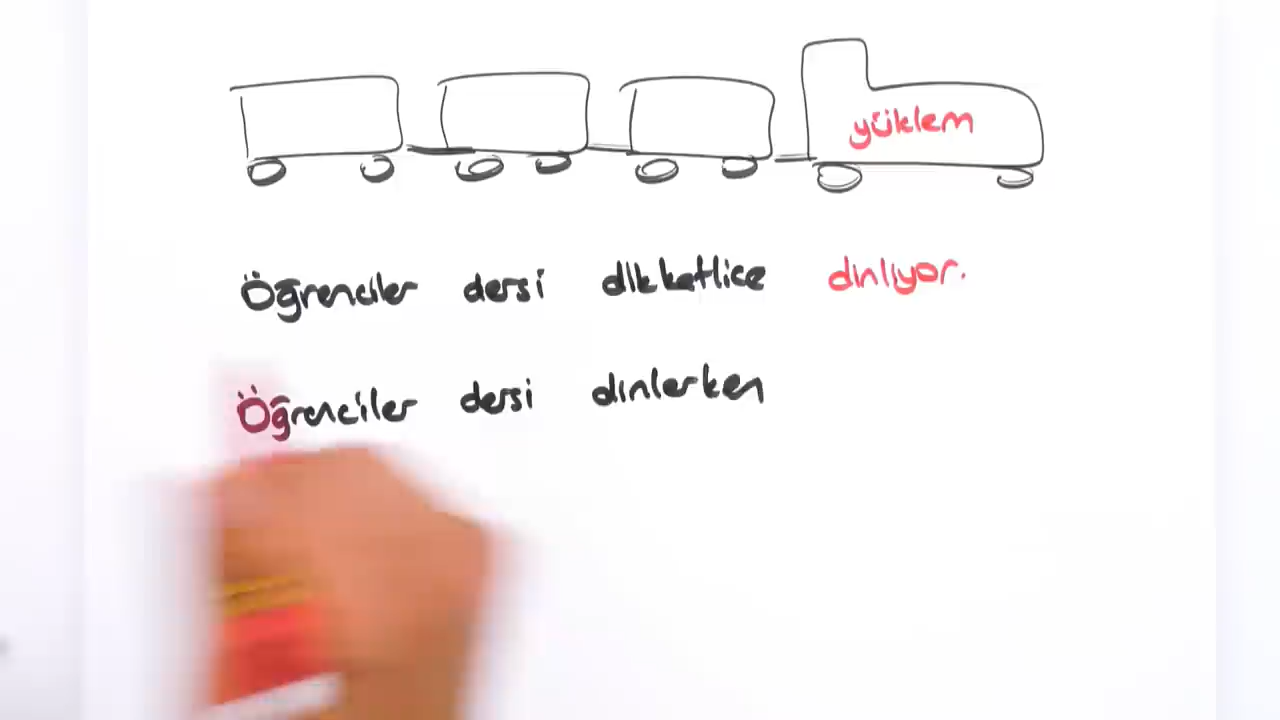 yüklem
Öğrenciler dersi dikkatlice dinliyor.
Öğrenciler dersi dinlerken